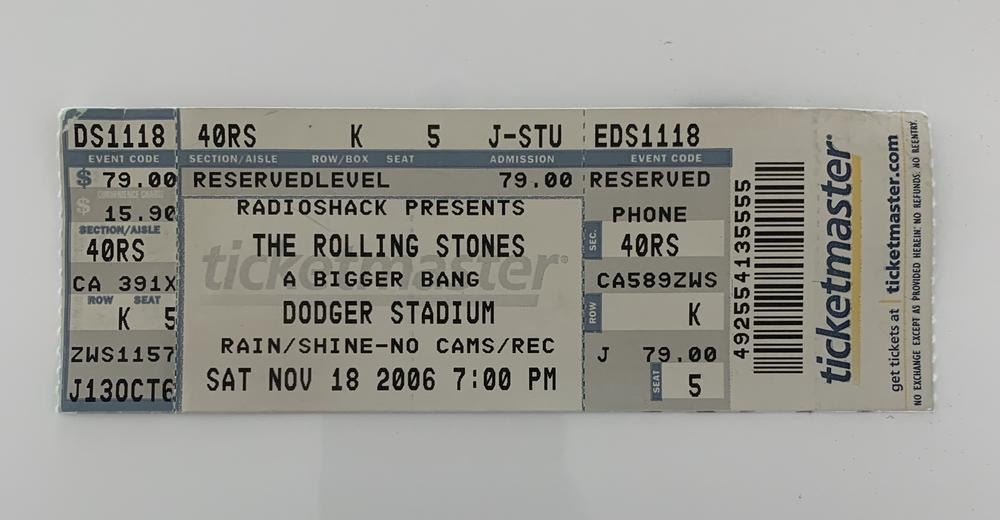 DS1118 40RS K 5 J-STU EDS1118
EVENT CODE SECTION/AISLE ROW/BOX SEAT ADMISSION EVENT CODE
$ 79.00 RESERVEDLEVEL 79.00 RESERVED
CONVENIENCE CHARGE
$ 15.90
SECTION/AISLE
40RS
CA 391X
ROW SEAT
K 5
ZWS1157
J13OCT6
RADIOSHACK PRESENTS
THE ROLLING STONES
A BIGGER BANG
DODGER STADIUM
RAIN/SHINE-NO CAMS/REC
SAT NOV 18 2006 7:00 PM
ticketmaster®
PHONE
SEC. 40RS
CA589ZWS
ROW K
J 79.00
SEAT 5
4925541135555
ticketmaster®
get tickets at ticketmaster.com
NO EXCHANGE EXCEPT AS PROVIDED HEREIN, NO REFUNDS, NO REENTRY.